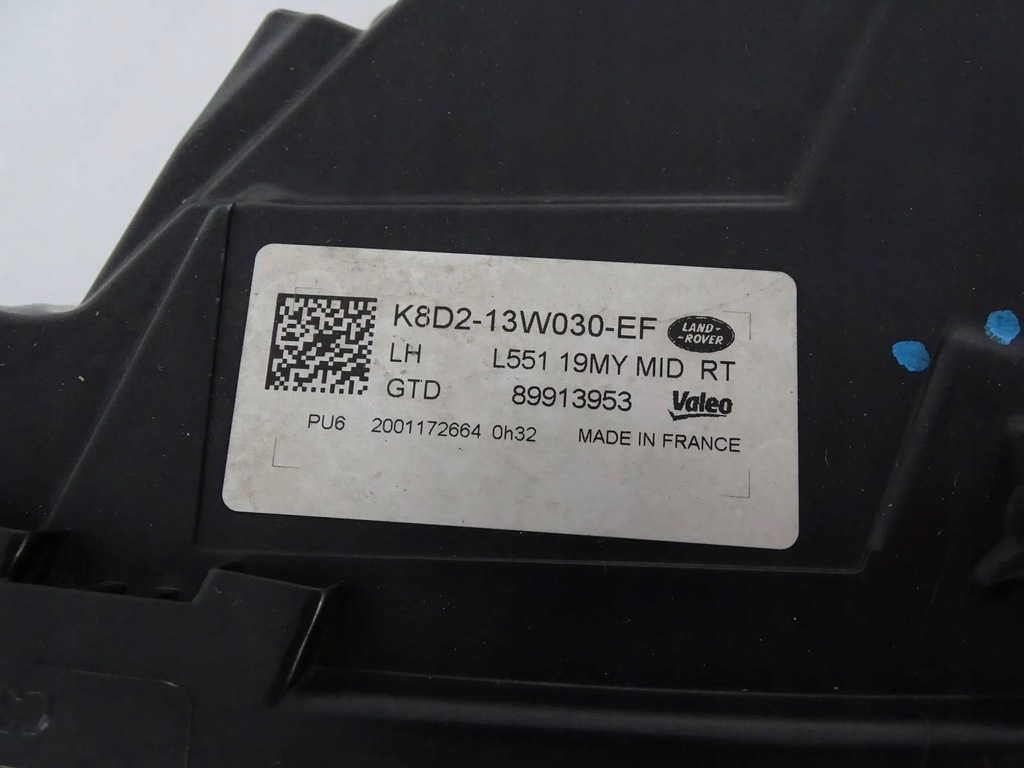 K8D2-13W030-EF
LAND-
-ROVER
LH L551 19MY MID RT
GTD 89913953 Valeo
PU6 2001172664 0h32 MADE IN FRANCE